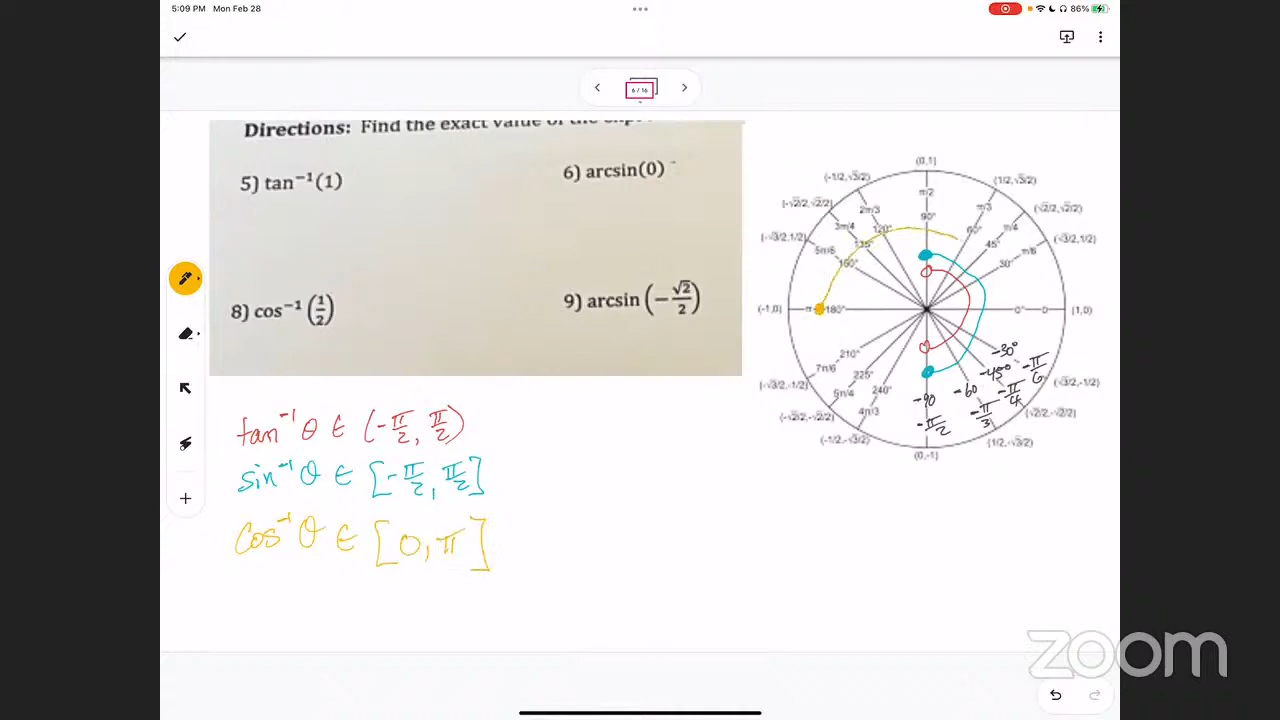 5:09 PM Mon Feb 28
86%
6 / 16
Directions: Find the exact value of the
5) tan⁻¹(1)
6) arcsin(0)
8) cos⁻¹(1/2)
9) arcsin(-√2/2)
tan⁻¹ θ ∈ (-π/2, π/2)
sin⁻¹ θ ∈ [-π/2, π/2]
cos⁻¹ θ ∈ [0, π]
(0,1)
(-1/2,√3/2)
(1/2,√3/2)
(-√2/2,√2/2)
(√2/2,√2/2)
(-√3/2,1/2)
(√3/2,1/2)
π/2
2π/3
π/3
3π/4
π/4
5π/6
π/6
90°
120°
60°
135°
45°
150°
30°
(-1,0)
π
180°
0°
0
(1,0)
210°
7π/6
225°
5π/4
240°
4π/3
-30°
-π/6
-45°
-π/4
-60
-π/3
-90
-π/2
(-√3/2,-1/2)
(√3/2,-1/2)
(-√2/2,-√2/2)
(√2/2,-√2/2)
(-1/2,-√3/2)
(1/2,-√3/2)
(0,-1)
zoom